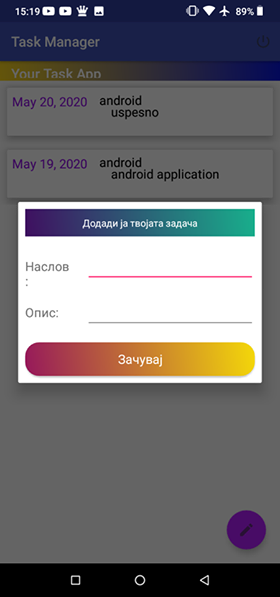 15:19 89%
Task Manager
Your Task App
May 20, 2020 android
uspesno
May 19, 2020 android
android application
Додади ја твојата задача
Наслов
:
Опис:
Зачувај